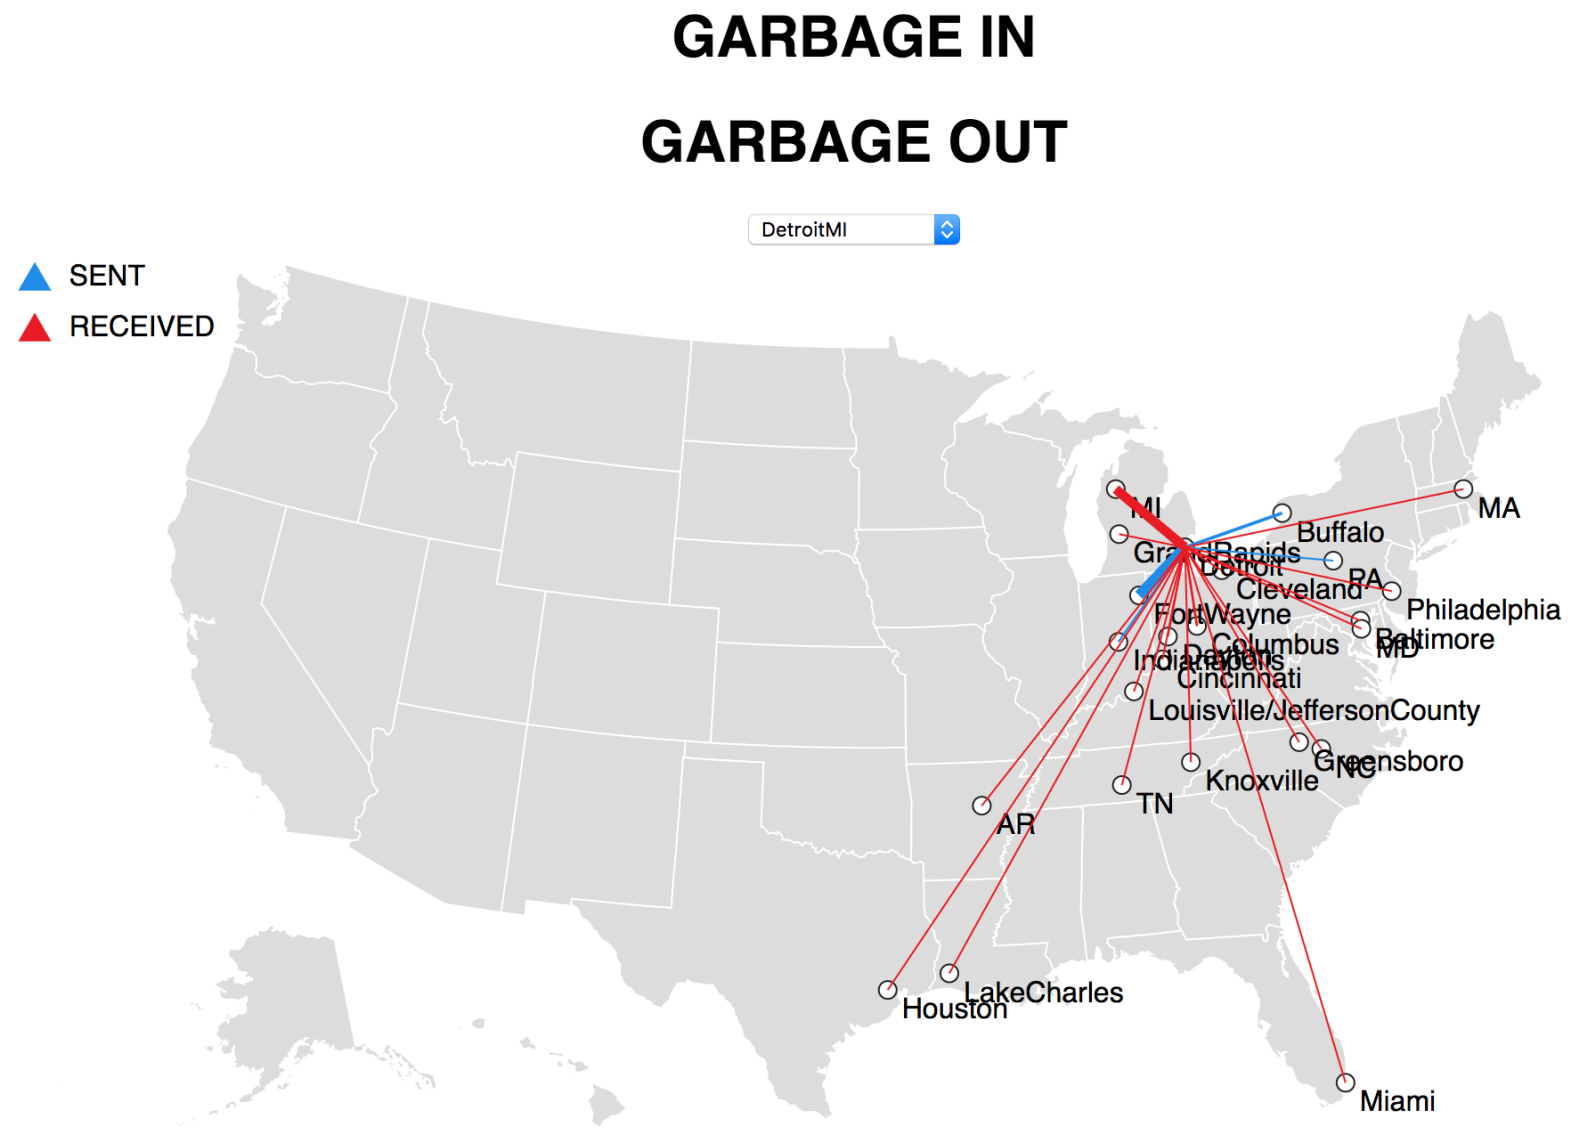 GARBAGE IN
GARBAGE OUT
DetroitMI
SENT
RECEIVED
MI
MA
Buffalo
GrandRapids
Detroit
PA
Cleveland
Philadelphia
FortWayne
Baltimore
Columbus
MD
Dayton
Indianapolis
Cincinnati
Louisville/JeffersonCounty
Greensboro
NC
Knoxville
TN
AR
LakeCharles
Houston
Miami